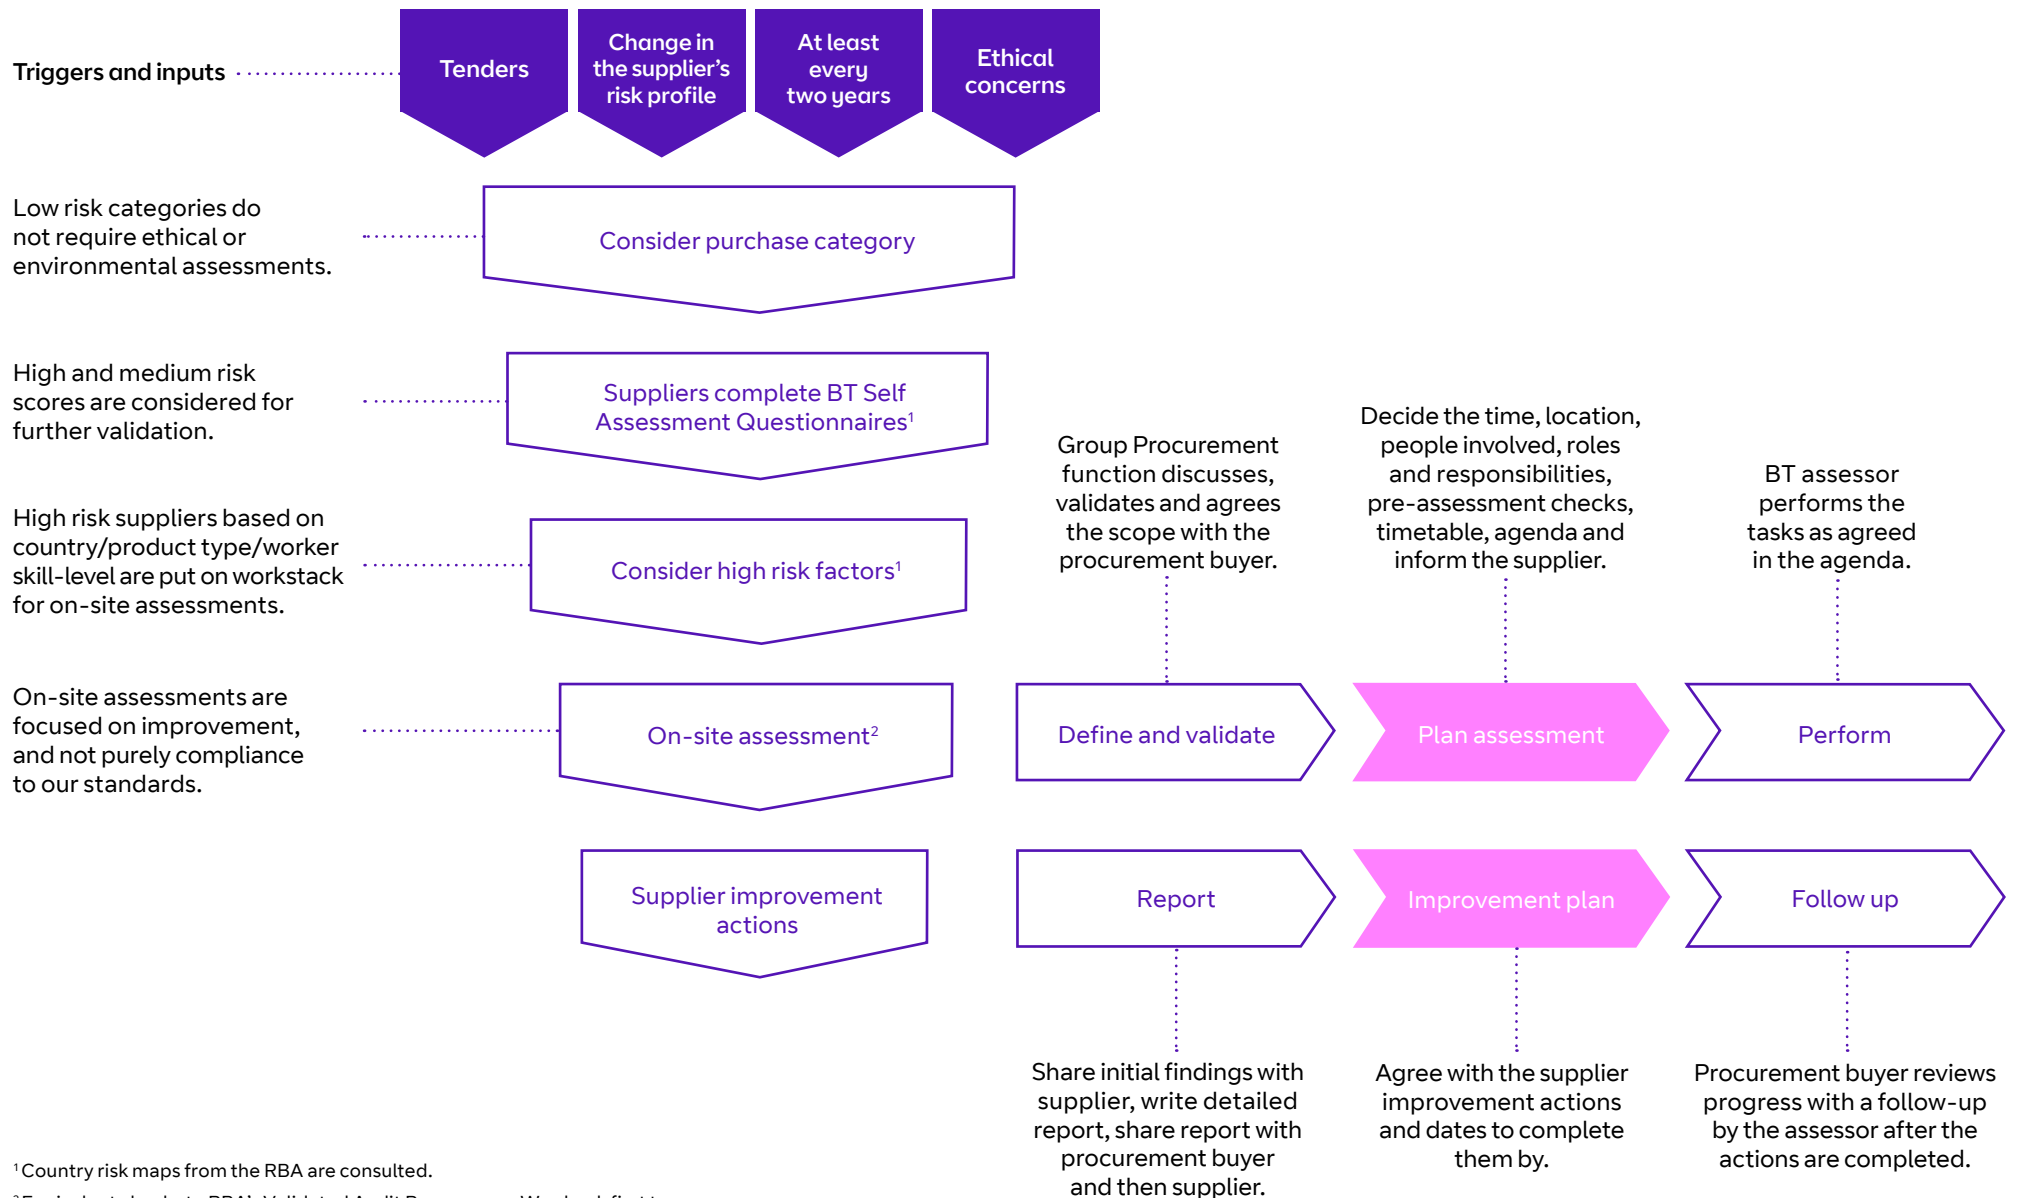 Triggers and inputs
Tenders
Change in
the supplier's
risk profile
At least
every
two years
Ethical
concerns
Low risk categories do
not require ethical or
environmental assessments.
Consider purchase category
High and medium risk
scores are considered for
further validation.
Suppliers complete BT Self
Assessment Questionnaires¹
High risk suppliers based on
country/product type/worker
skill-level are put on workstack
for on-site assessments.
Consider high risk factors¹
On-site assessments are
focused on improvement,
and not purely compliance
to our standards.
On-site assessment²
Group Procurement
function discusses,
validates and agrees
the scope with the
procurement buyer.
Define and validate
Decide the time, location,
people involved, roles
and responsibilities,
pre-assessment checks,
timetable, agenda and
inform the supplier.
Plan assessment
BT assessor
performs the
tasks as agreed
in the agenda.
Perform
Supplier improvement
actions
Report
Share initial findings with
supplier, write detailed
report, share report with
procurement buyer
and then supplier.
Improvement plan
Agree with the supplier
improvement actions
and dates to complete
them by.
Follow up
Procurement buyer reviews
progress with a follow-up
by the assessor after the
actions are completed.
¹ Country risk maps from the RBA are consulted.